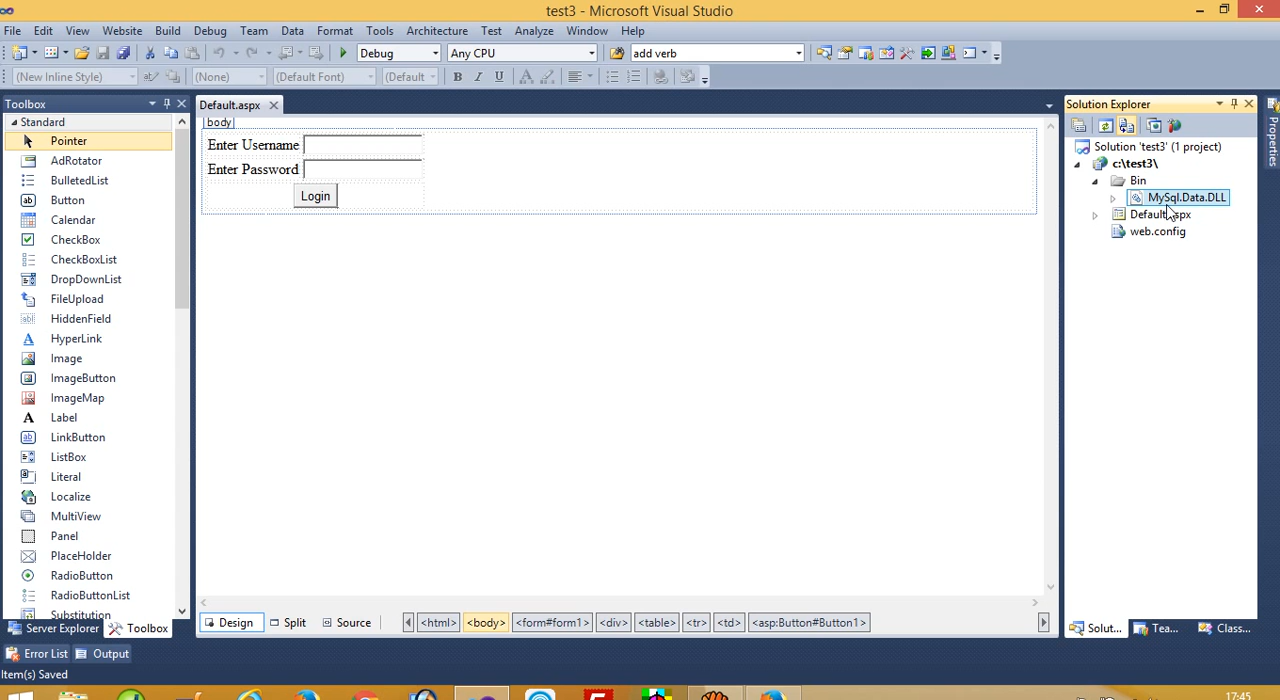 test3 - Microsoft Visual Studio
File Edit View Website Build Debug Team Data Format Tools Architecture Test Analyze Window Help
Debug Any CPU add verb
(New Inline Style) (None) (Default Font) (Default B I U A
Toolbox
Standard
Pointer
AdRotator
BulletedList
Button
Calendar
CheckBox
CheckBoxList
DropDownList
FileUpload
HiddenField
HyperLink
Image
ImageButton
ImageMap
Label
LinkButton
ListBox
Literal
Localize
MultiView
Panel
PlaceHolder
RadioButton
RadioButtonList
Substitution
Server Explorer Toolbox
Default.aspx
body
Enter Username
Enter Password
Login
Design Split Source <html> <body> <form#form1> <div> <table> <tr> <td> <asp:Button#Button1>
Solution Explorer
Solution 'test3' (1 project)
c:\test3\
Bin
MySql.Data.DLL
Default.aspx
web.config
Solut... Tea... Class...
Properties
Error List Output
Item(s) Saved
17:45